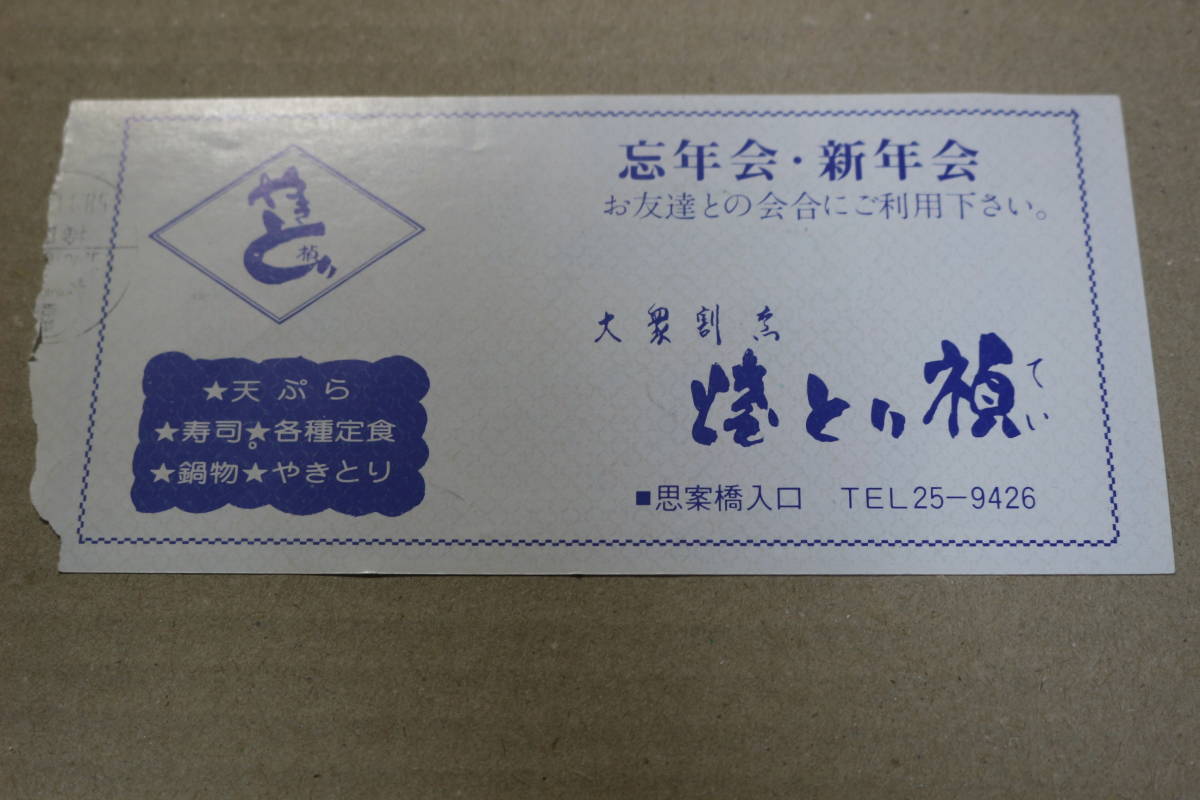 やき
とり
禎
★天ぷら
★寿司★各種定食
★鍋物★やきとり
忘年会・新年会
お友達との会合にご利用下さい。
大衆割烹
焼とり禎
てい
■思案橋入口 TEL25-9426